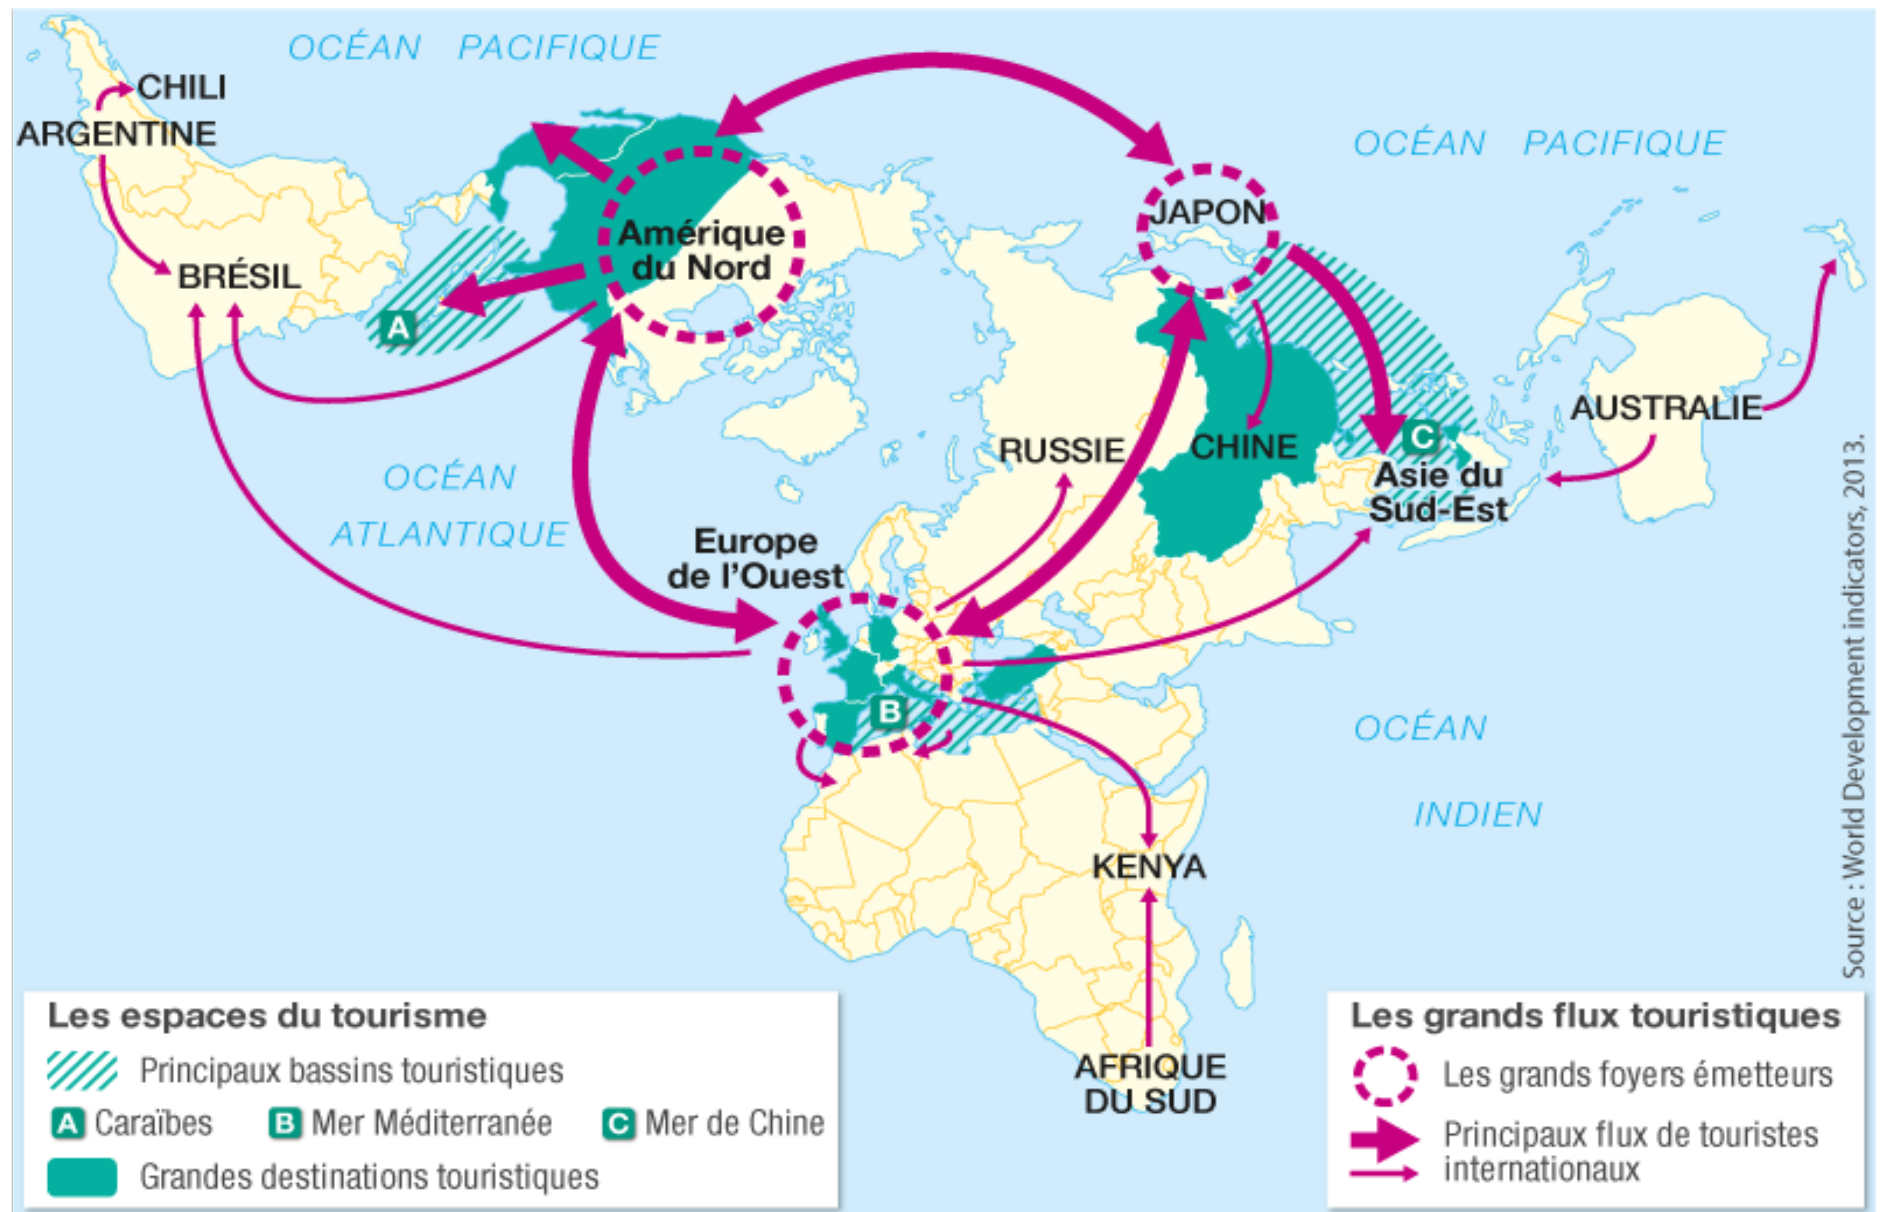 OCÉAN PACIFIQUE
CHILI
ARGENTINE
OCÉAN PACIFIQUE
JAPON
Amérique
du Nord
BRÉSIL
A
AUSTRALIE
C
CHINE
RUSSIE
Asie du
Sud-Est
OCÉAN
ATLANTIQUE
Europe
de l'Ouest
B
OCÉAN
INDIEN
KENYA
AFRIQUE
DU SUD
Source : World Development indicators, 2013.
Les espaces du tourisme
Principaux bassins touristiques
A Caraïbes B Mer Méditerranée C Mer de Chine
Grandes destinations touristiques
Les grands flux touristiques
Les grands foyers émetteurs
Principaux flux de touristes
internationaux